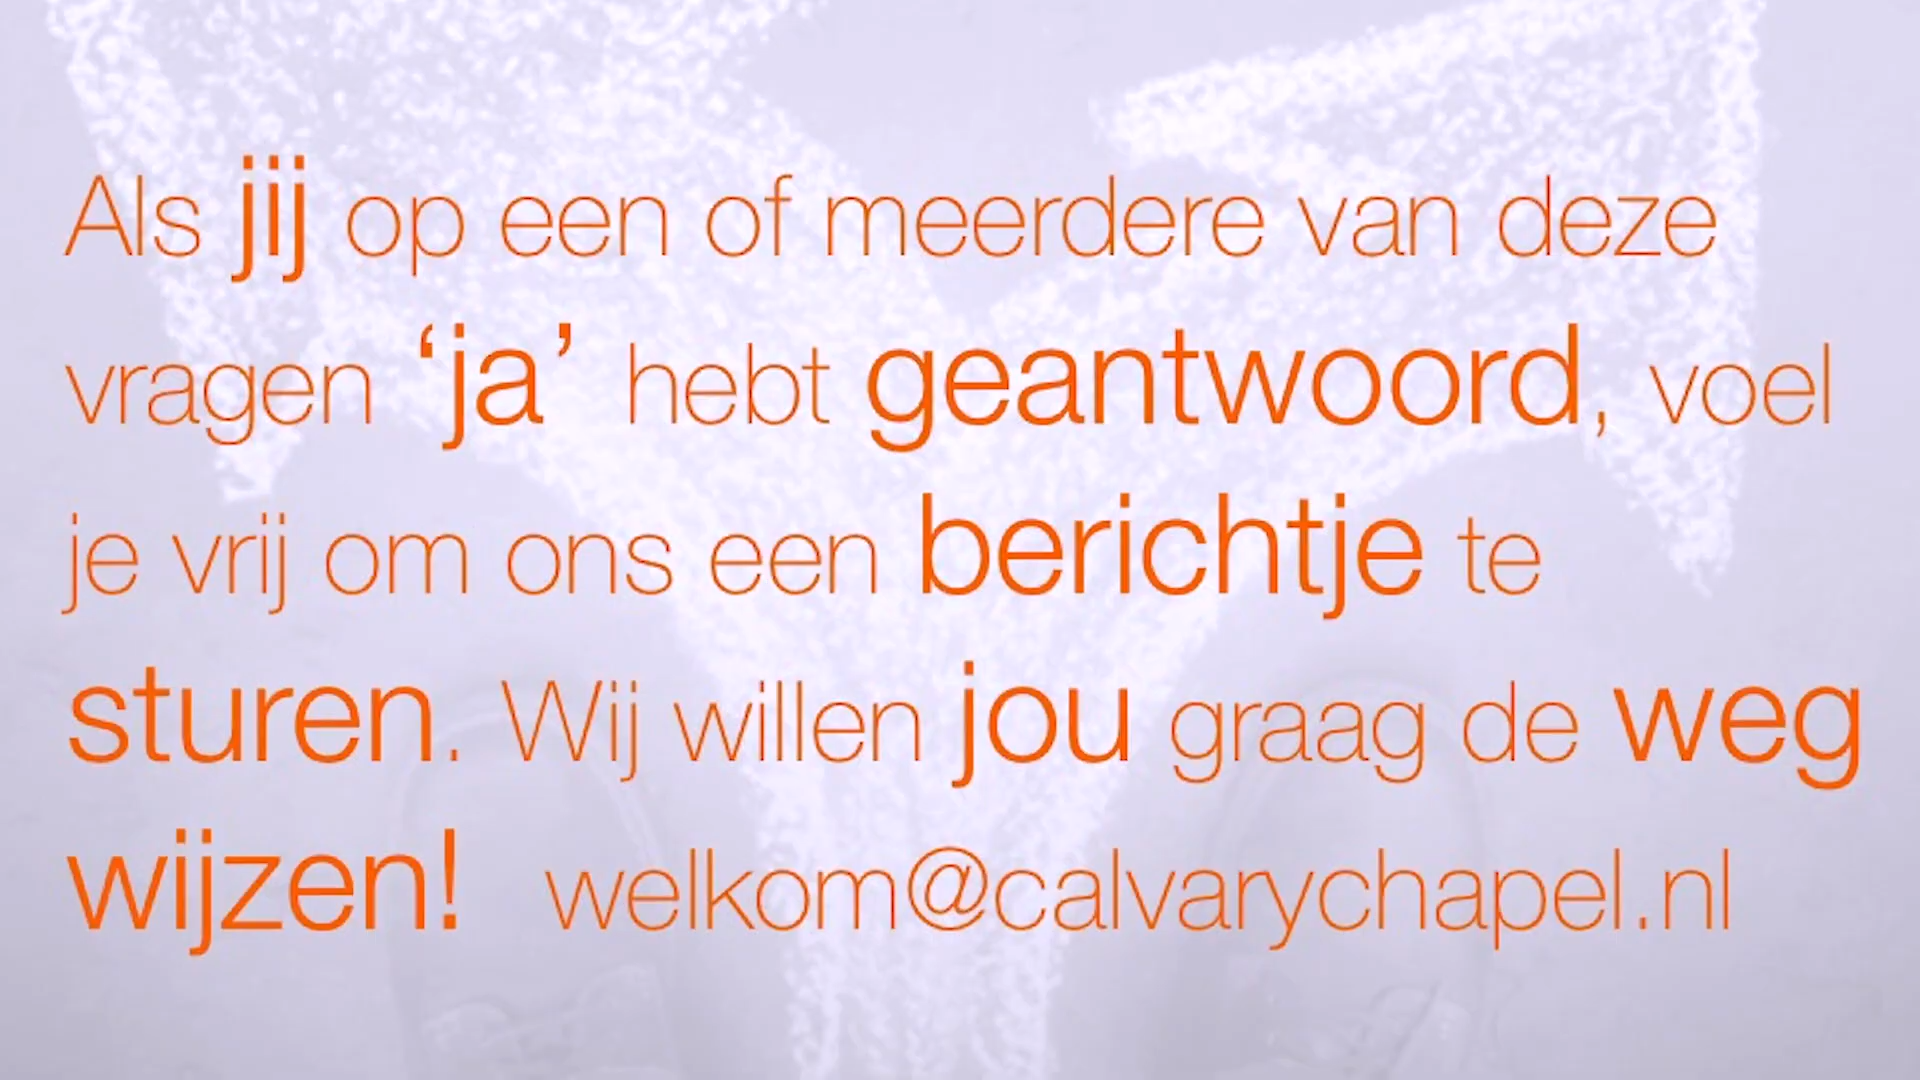 Als jij op een of meerdere van deze
vragen ‘ja’ hebt geantwoord, voel
je vrij om ons een berichtje te
sturen. Wij willen jou graag de weg
wijzen! welkom@calvarychapel.nl